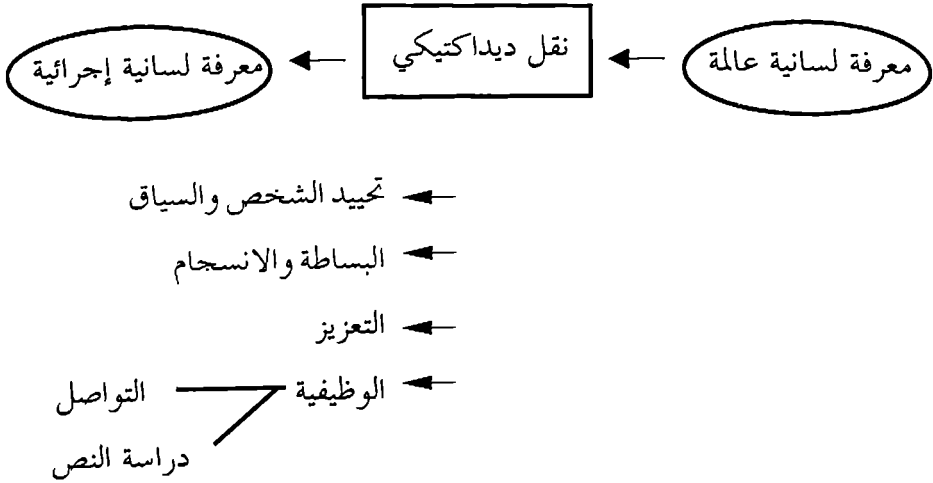 معرفة لسانية عالمة
نقل ديداكتيكي
معرفة لسانية إجرائية
تحييد الشخص والسياق
البساطة والانسجام
التعزيز
الوظيفية
التواصل
دراسة النص